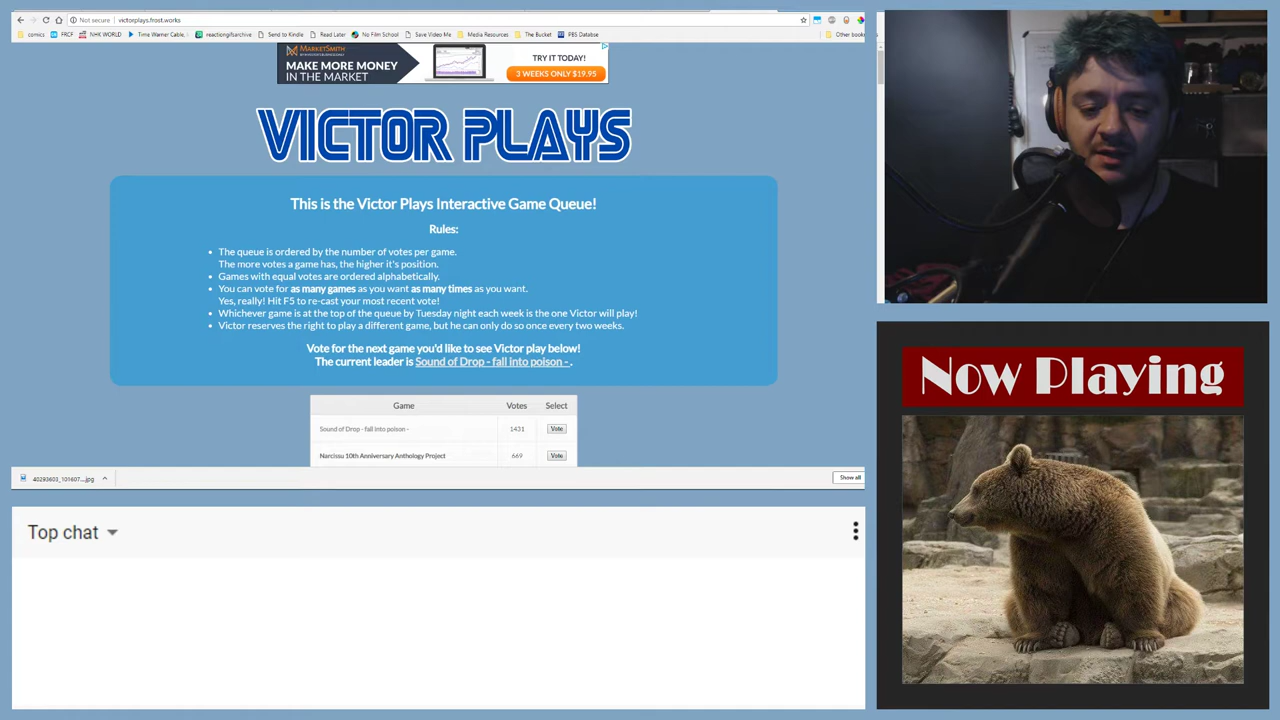 Not secure | victorplays.frost.works
comics FRCF NHK WORLD Time Warner Cable, reactiongifsarchive Send to Kindle Read Later No Film School Save Video Me Media Resources The Bucket PBS Databse Other books
MARKETSMITH
MAKE MORE MONEY
IN THE MARKET
TRY IT TODAY!
3 WEEKS ONLY $19.95
VICTOR PLAYS
This is the Victor Plays Interactive Game Queue!
Rules:
• The queue is ordered by the number of votes per game.
The more votes a game has, the higher it's position.
• Games with equal votes are ordered alphabetically.
• You can vote for as many games as you want as many times as you want.
Yes, really! Hit F5 to re-cast your most recent vote!
• Whichever game is at the top of the queue by Tuesday night each week is the one Victor will play!
• Victor reserves the right to play a different game, but he can only do so once every two weeks.
Vote for the next game you'd like to see Victor play below!
The current leader is Sound of Drop - fall into poison - .
Game Votes Select
Sound of Drop - fall into poison - 1431 Vote
Narcissu 10th Anniversary Anthology Project 669 Vote
40293603_101607....jpg
Show all
Top chat
Now Playing